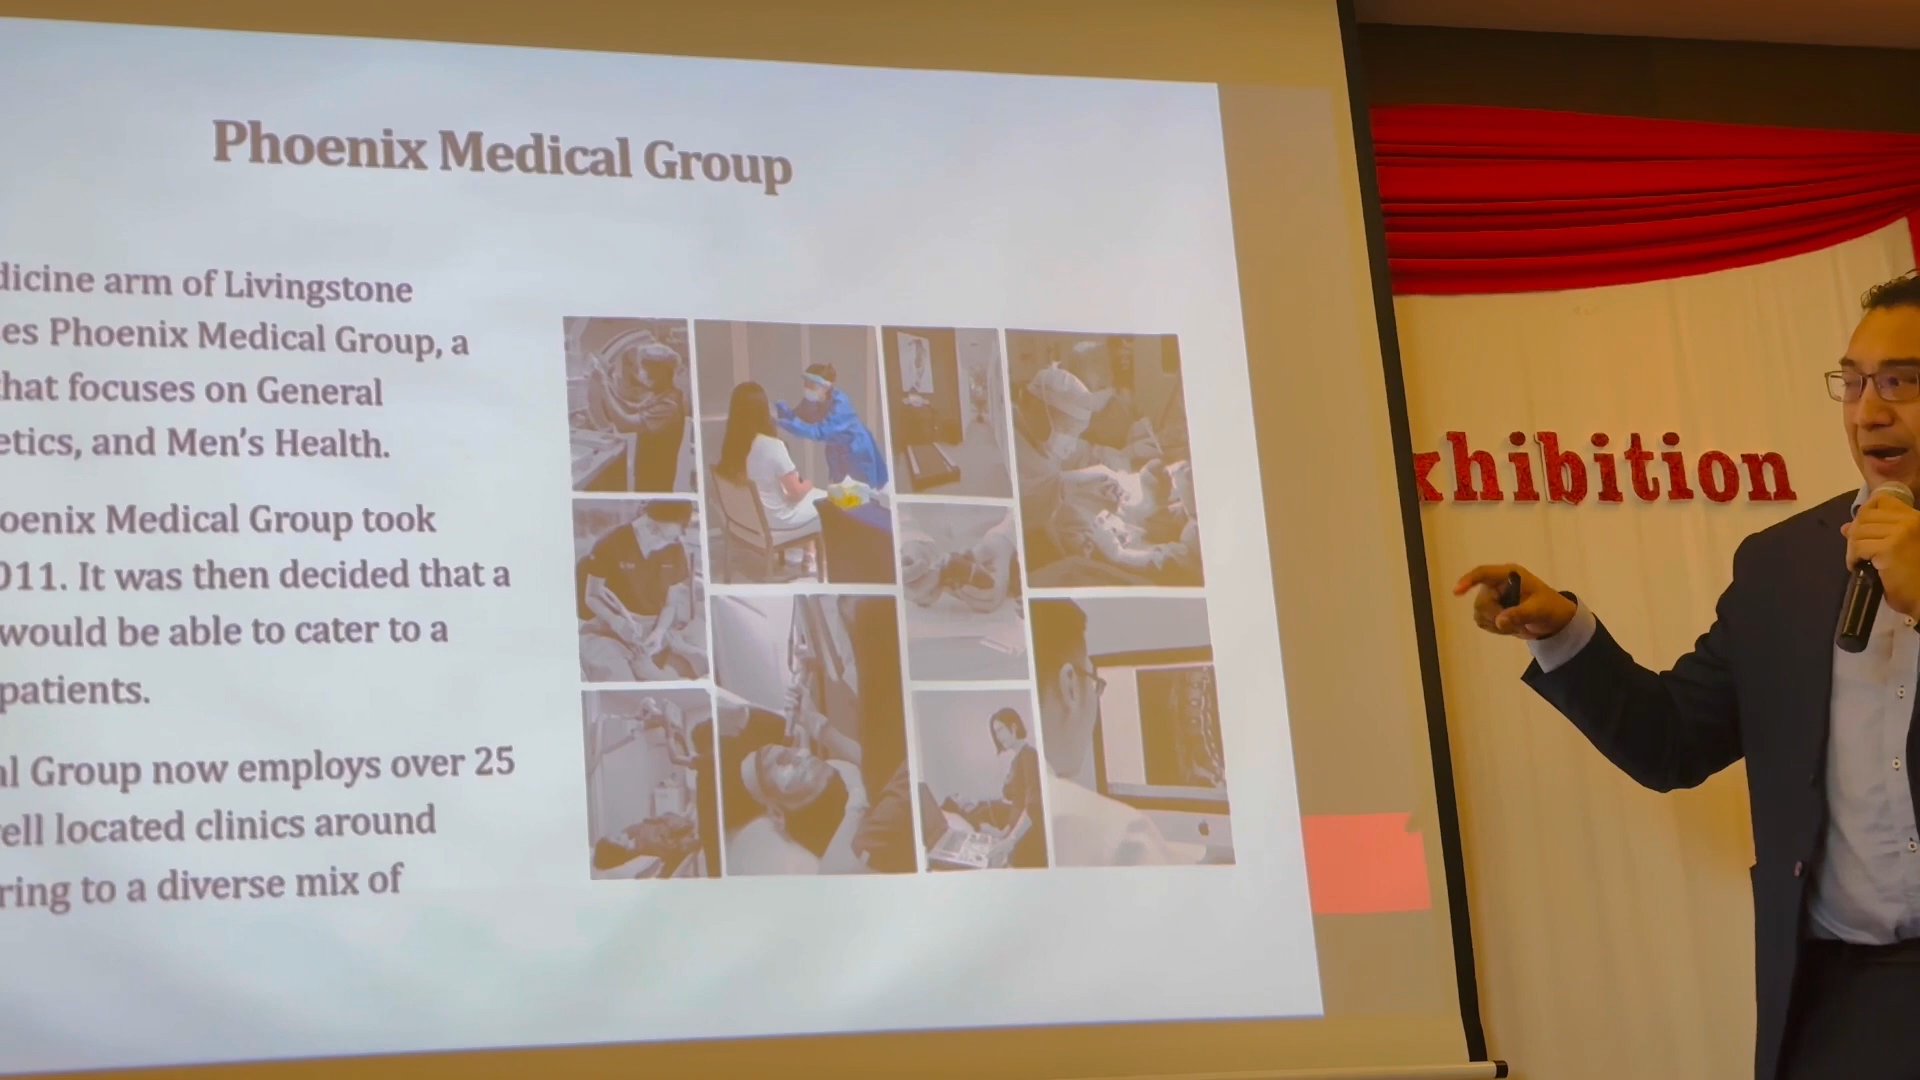 Phoenix Medical Group
dicine arm of Livingstone
es Phoenix Medical Group, a
hat focuses on General
etics, and Men's Health.
oenix Medical Group took
011. It was then decided that a
would be able to cater to a
patients.
al Group now employs over 25
ell located clinics around
ring to a diverse mix of
xhibition